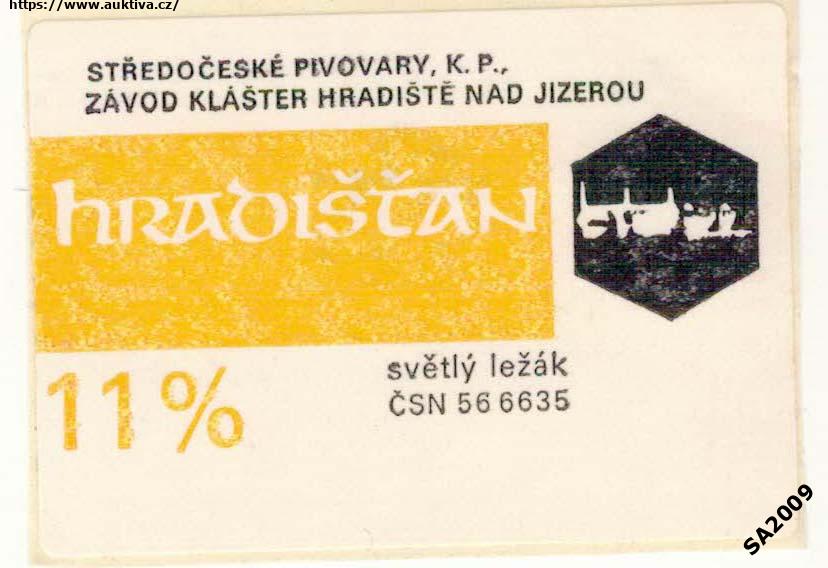 https://www.auktiva.cz/
STŘEDOČESKÉ PIVOVARY, K. P.,
ZÁVOD KLÁŠTER HRADIŠTĚ NAD JIZEROU
hRADIŠŤAN
11%
světlý ležák
ČSN 56 6635
SA2009